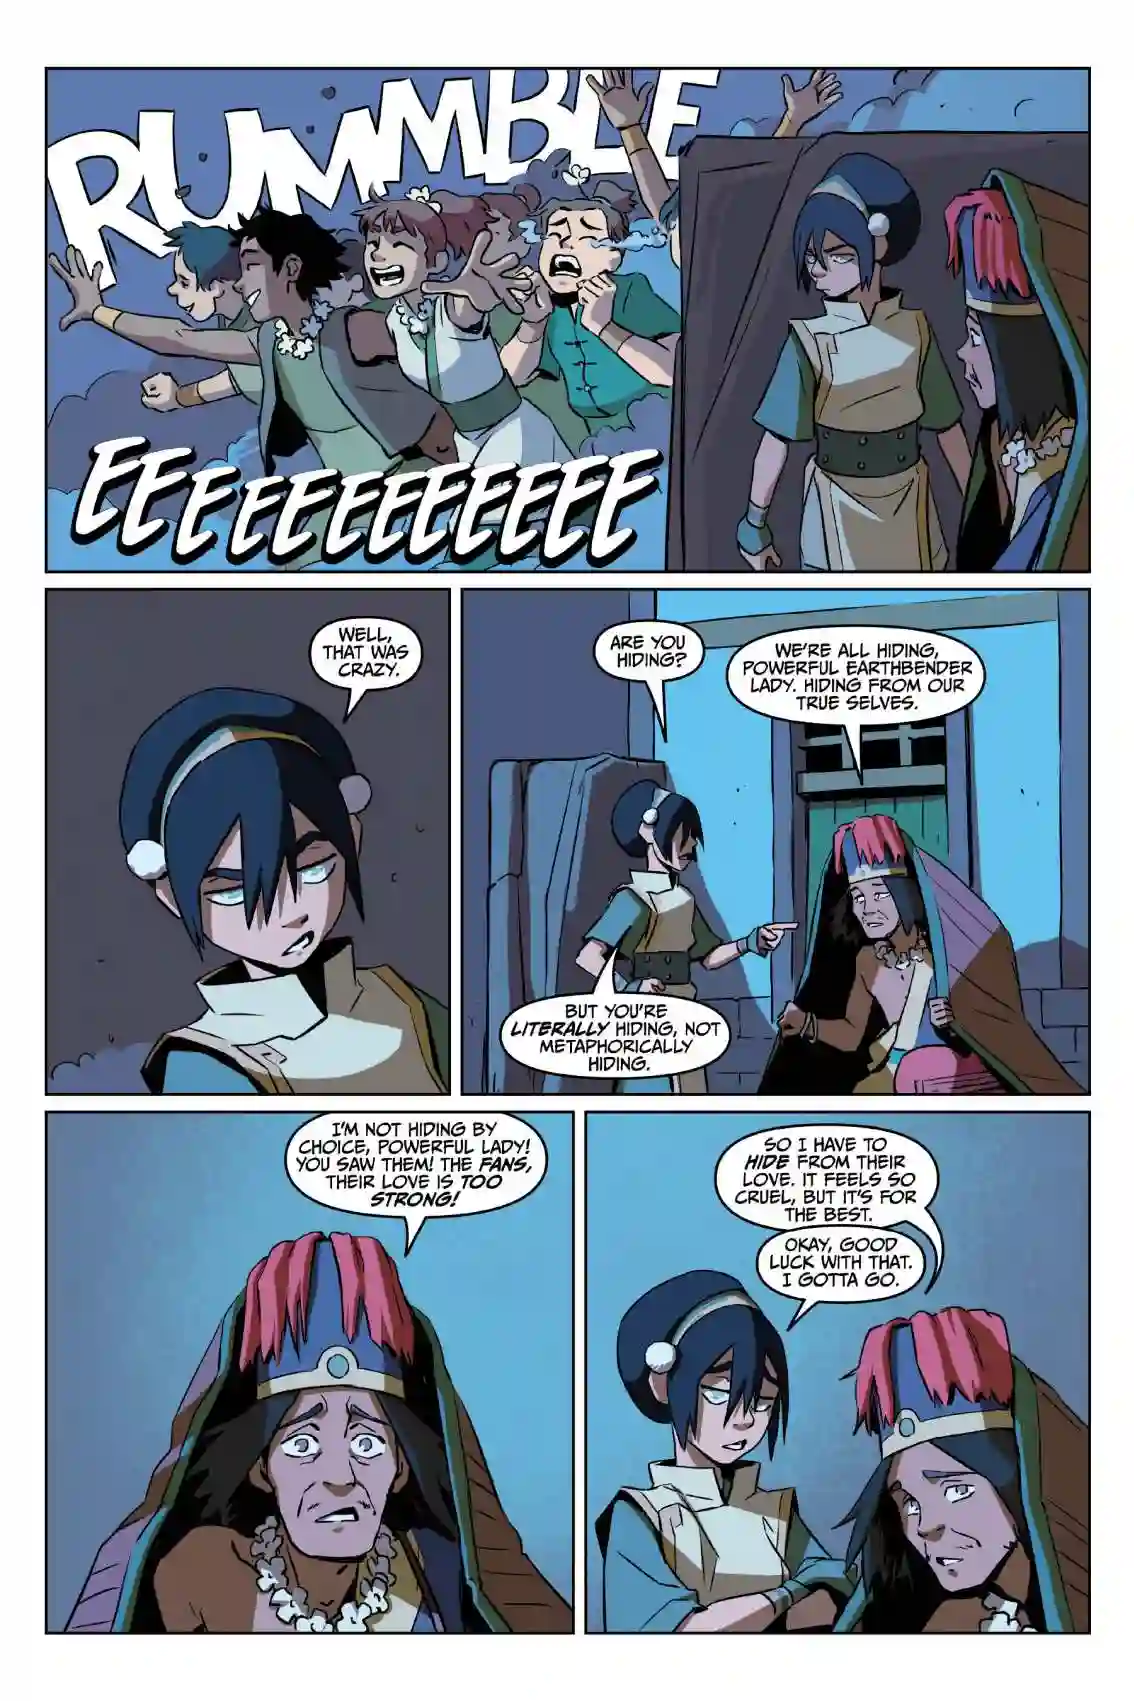 RUMMBLE
EEEEEEEEEEEEE
WELL,
THAT WAS
CRAZY.
ARE YOU
HIDING?
WE'RE ALL HIDING,
POWERFUL EARTHBENDER
LADY. HIDING FROM OUR
TRUE SELVES.
BUT YOU'RE
LITERALLY HIDING, NOT
METAPHORICALLY
HIDING.
I'M NOT HIDING BY
CHOICE, POWERFUL LADY!
YOU SAW THEM! THE FANS,
THEIR LOVE IS TOO
STRONG!
SO I HAVE TO
HIDE FROM THEIR
LOVE. IT FEELS SO
CRUEL, BUT IT'S FOR
THE BEST.
OKAY, GOOD
LUCK WITH THAT.
I GOTTA GO.